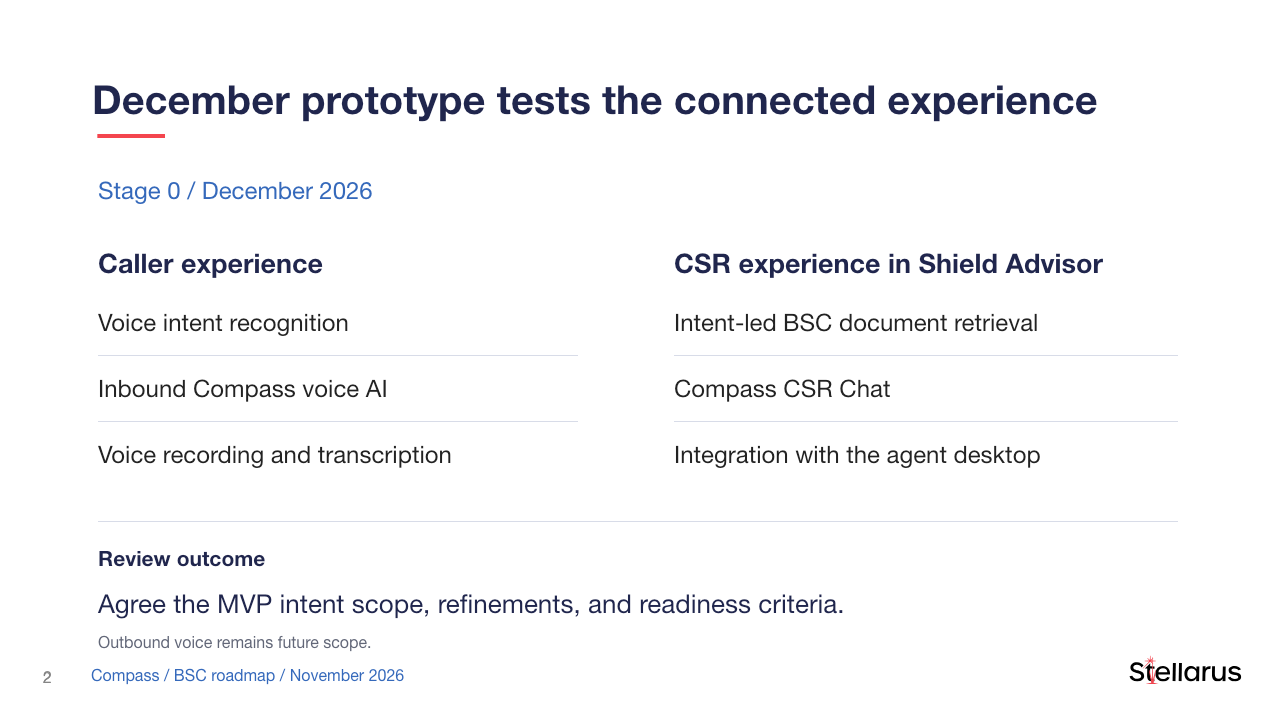 December prototype tests the connected experience
Stage 0 / December 2026
Caller experience
Voice intent recognition
Inbound Compass voice AI
Voice recording and transcription
CSR experience in Shield Advisor
Intent-led BSC document retrieval
Compass CSR Chat
Integration with the agent desktop
Review outcome
Agree the MVP intent scope, refinements, and readiness criteria.
Outbound voice remains future scope.
2
Compass / BSC roadmap / November 2026
Stellarus